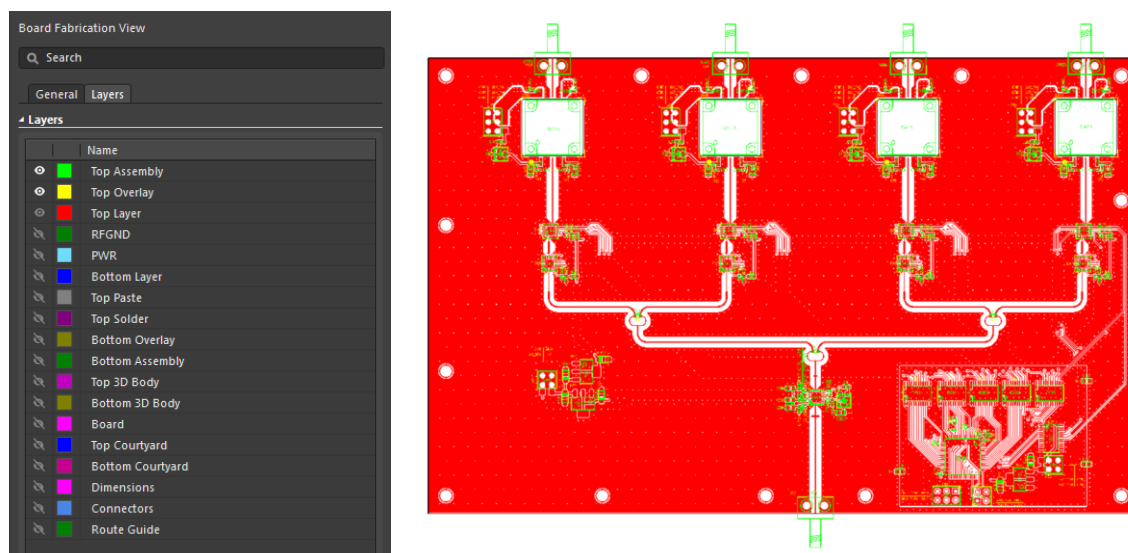 Board Fabrication View
Search
General Layers
Layers
Name
Top Assembly
Top Overlay
Top Layer
RFGND
PWR
Bottom Layer
Top Paste
Top Solder
Bottom Overlay
Bottom Assembly
Top 3D Body
Bottom 3D Body
Board
Top Courtyard
Bottom Courtyard
Dimensions
Connectors
Route Guide